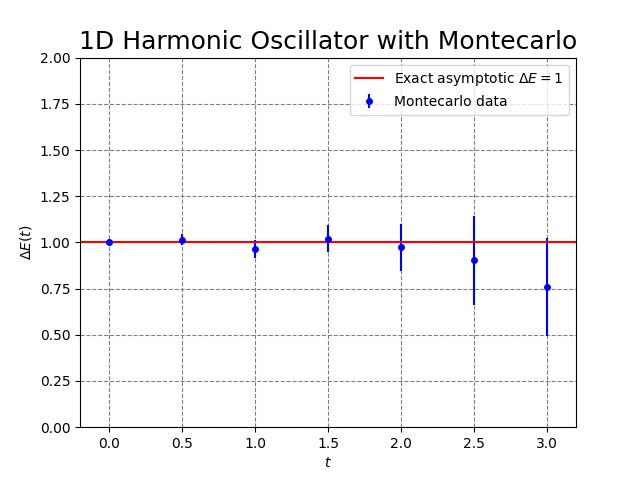 1D Harmonic Oscillator with Montecarlo
2.00
1.75
1.50
1.25
1.00
0.75
0.50
0.25
0.00
ΔE(t)
Exact asymptotic ΔE = 1
Montecarlo data
0.0 0.5 1.0 1.5 2.0 2.5 3.0
t